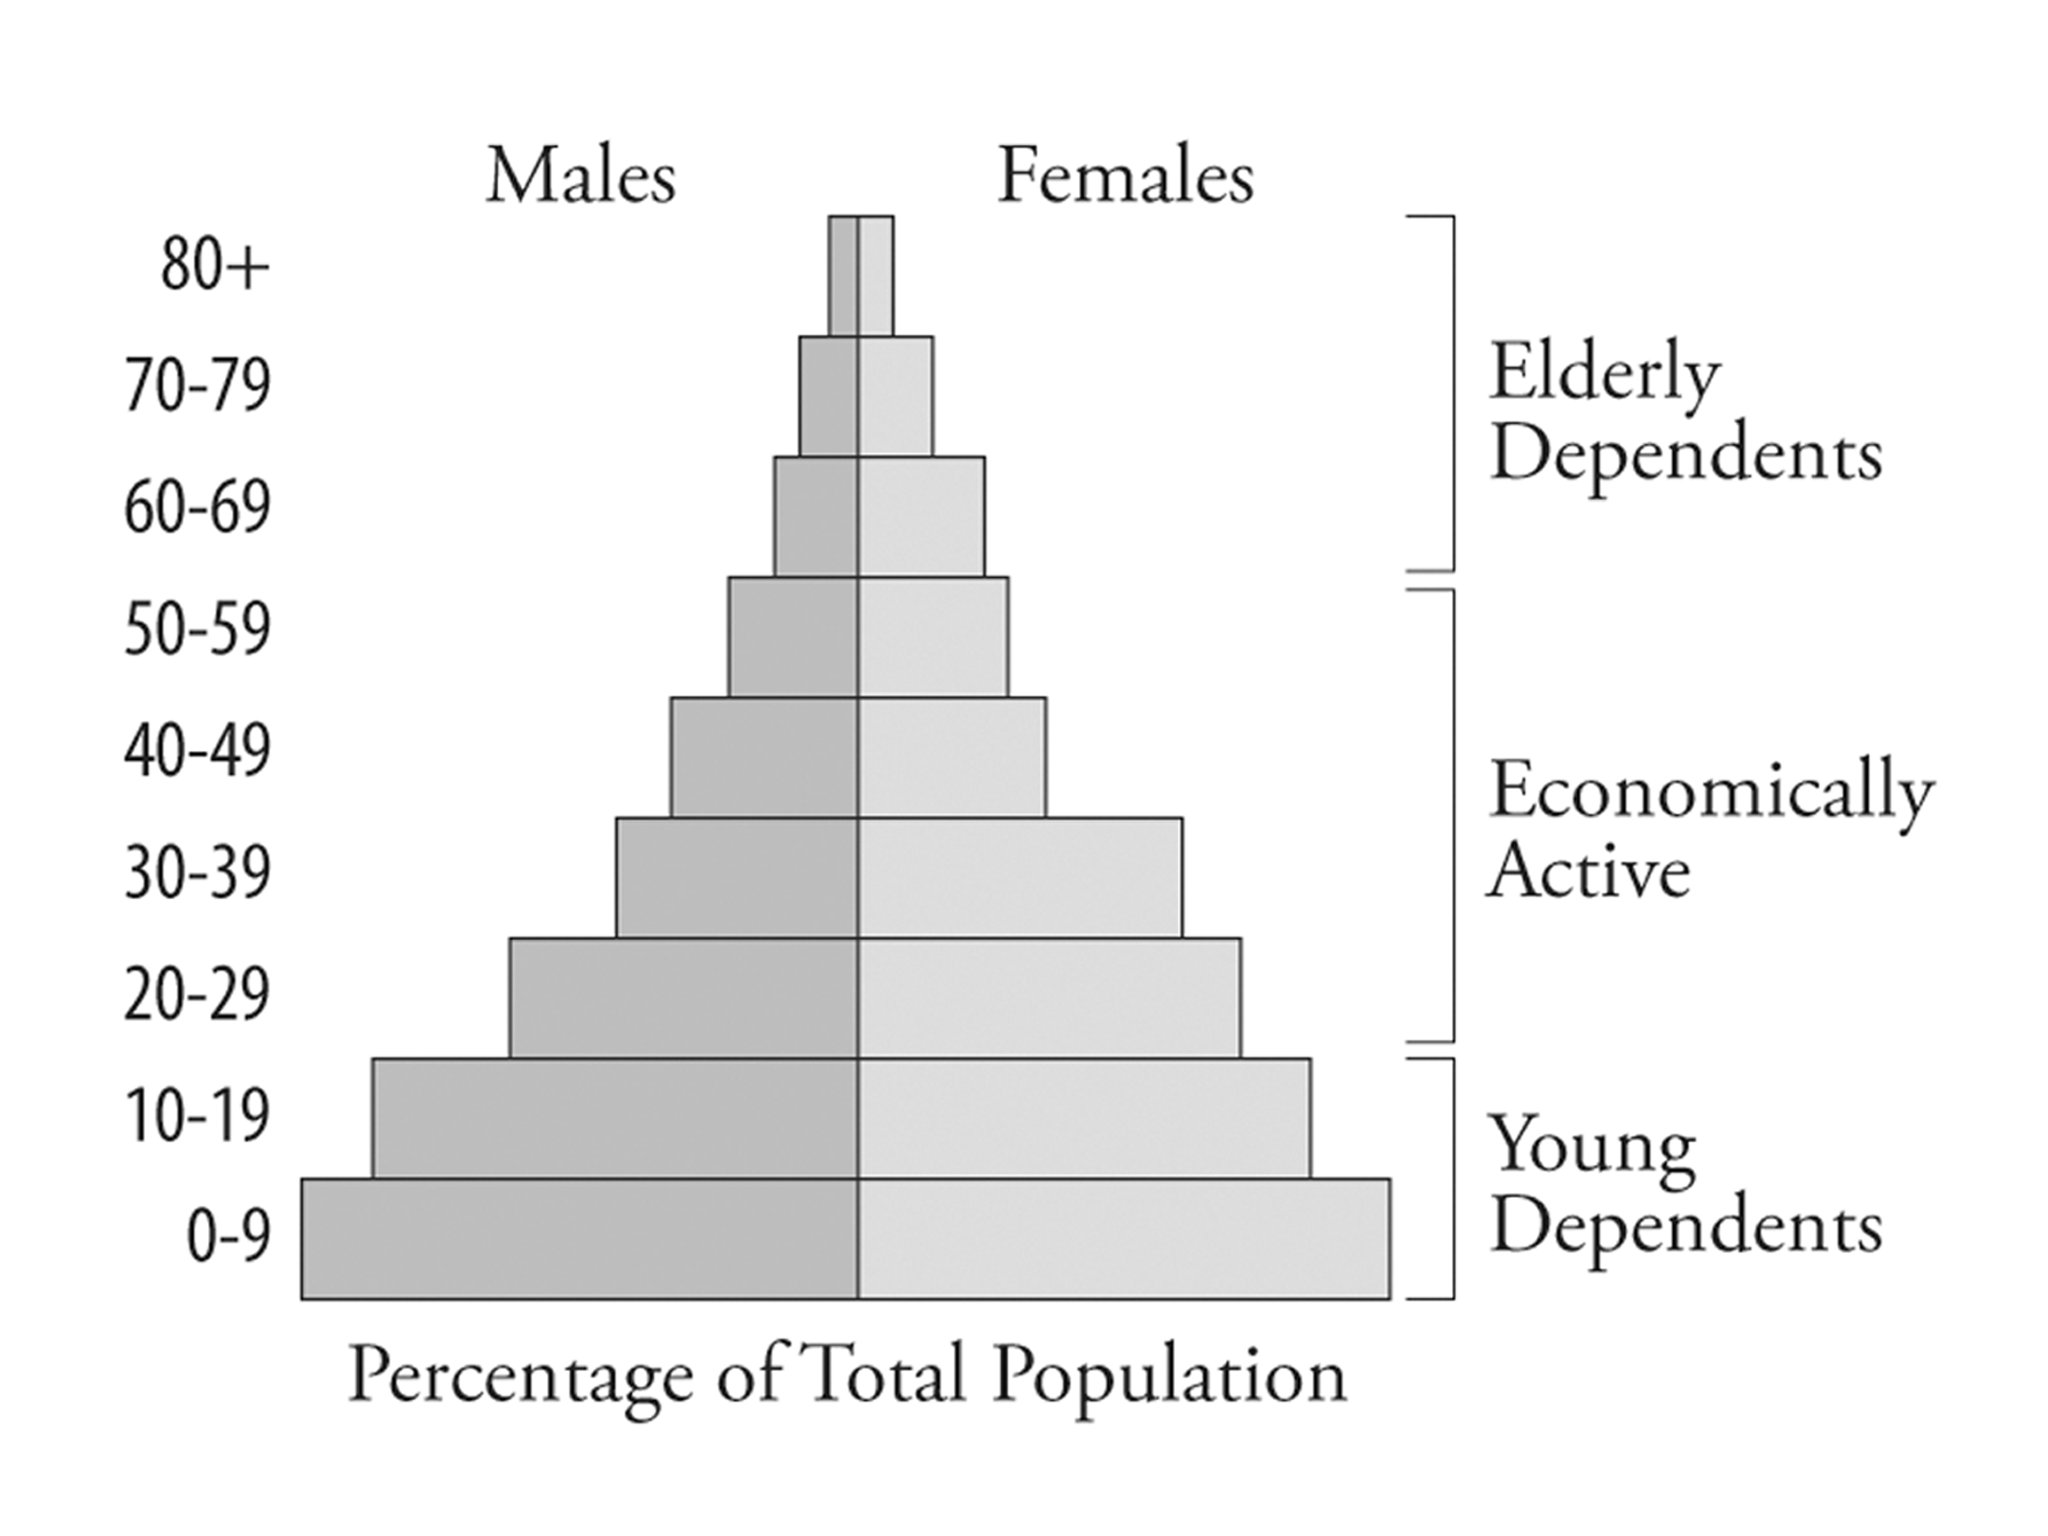 Males Females
80+
70-79
60-69
50-59
40-49
30-39
20-29
10-19
0-9
Elderly
Dependents
Economically
Active
Young
Dependents
Percentage of Total Population